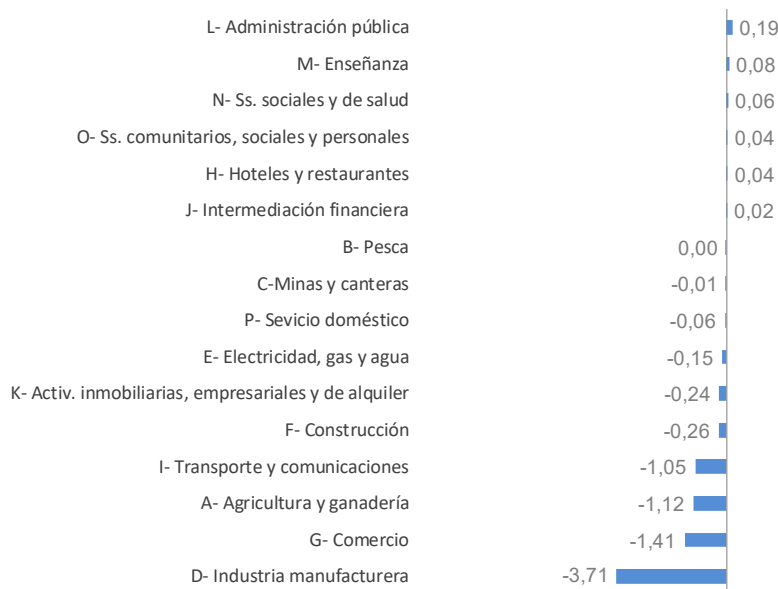 L- Administración pública 0,19
M- Enseñanza 0,08
N- Ss. sociales y de salud 0,06
O- Ss. comunitarios, sociales y personales 0,04
H- Hoteles y restaurantes 0,04
J- Intermediación financiera 0,02
B- Pesca 0,00
C-Minas y canteras -0,01
P- Sevicio doméstico -0,06
E- Electricidad, gas y agua -0,15
K- Activ. inmobiliarias, empresariales y de alquiler -0,24
F- Construcción -0,26
I- Transporte y comunicaciones -1,05
A- Agricultura y ganadería -1,12
G- Comercio -1,41
D- Industria manufacturera -3,71